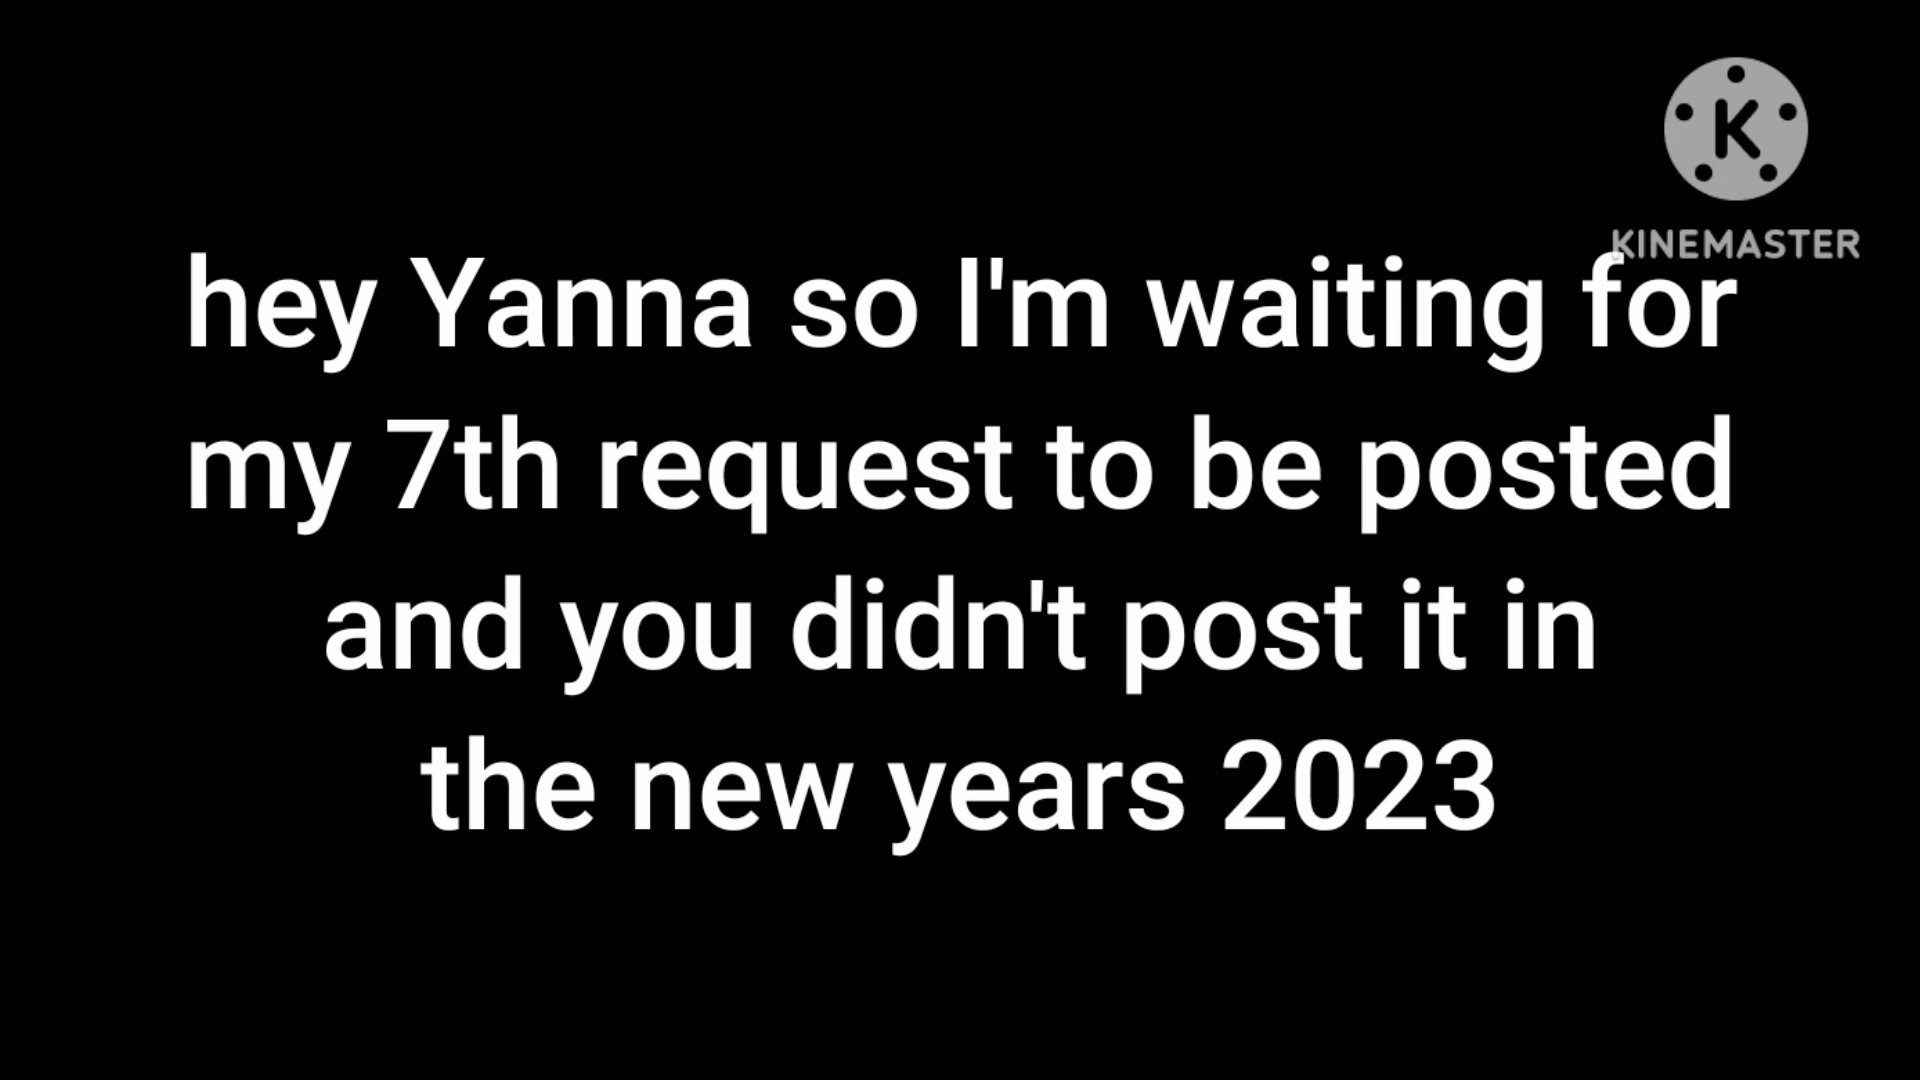 K
KINEMASTER
hey Yanna so I'm waiting for
my 7th request to be posted
and you didn't post it in
the new years 2023